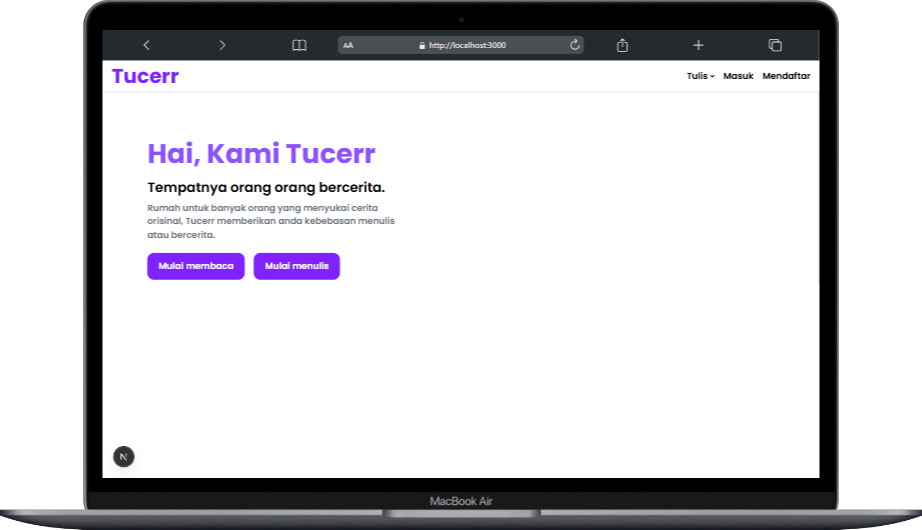 AA http://localhost:3000
Tucerr
Tulis Masuk Mendaftar
Hai, Kami Tucerr
Tempatnya orang orang bercerita.
Rumah untuk banyak orang yang menyukai cerita
orisinal, Tucerr memberikan anda kebebasan menulis
atau bercerita.
Mulai membaca Mulai menulis
N
MacBook Air